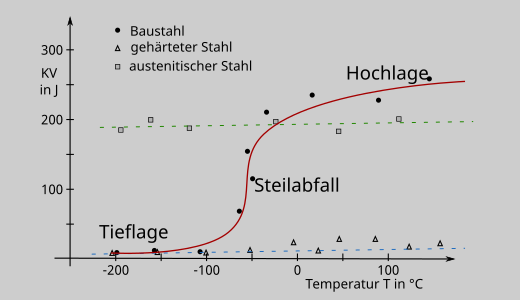 Baustahl
gehärteter Stahl
austenitischer Stahl
300
KV
in J
200
100
Hochlage
Steilabfall
Tieflage
-200
-100
0
100
Temperatur T in °C